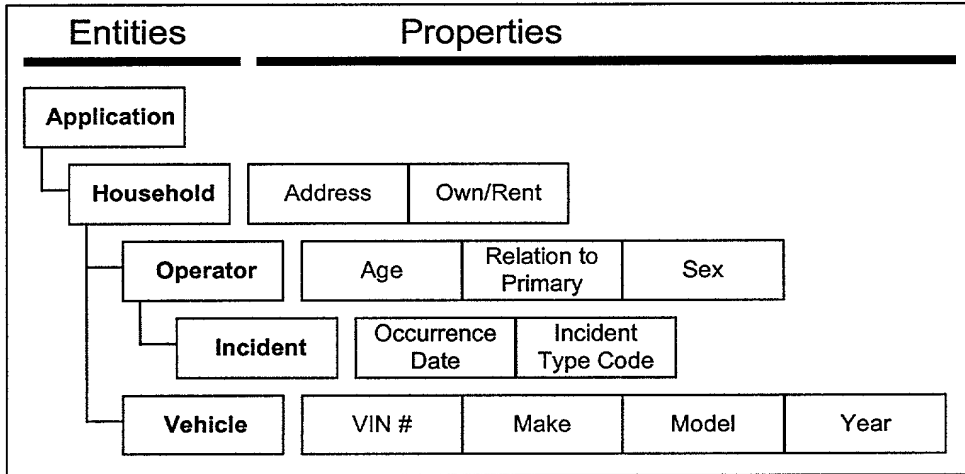 Entities Properties
Application
Household Address Own/Rent
Operator Age Relation to Primary Sex
Incident Occurrence Date Incident Type Code
Vehicle VIN # Make Model Year